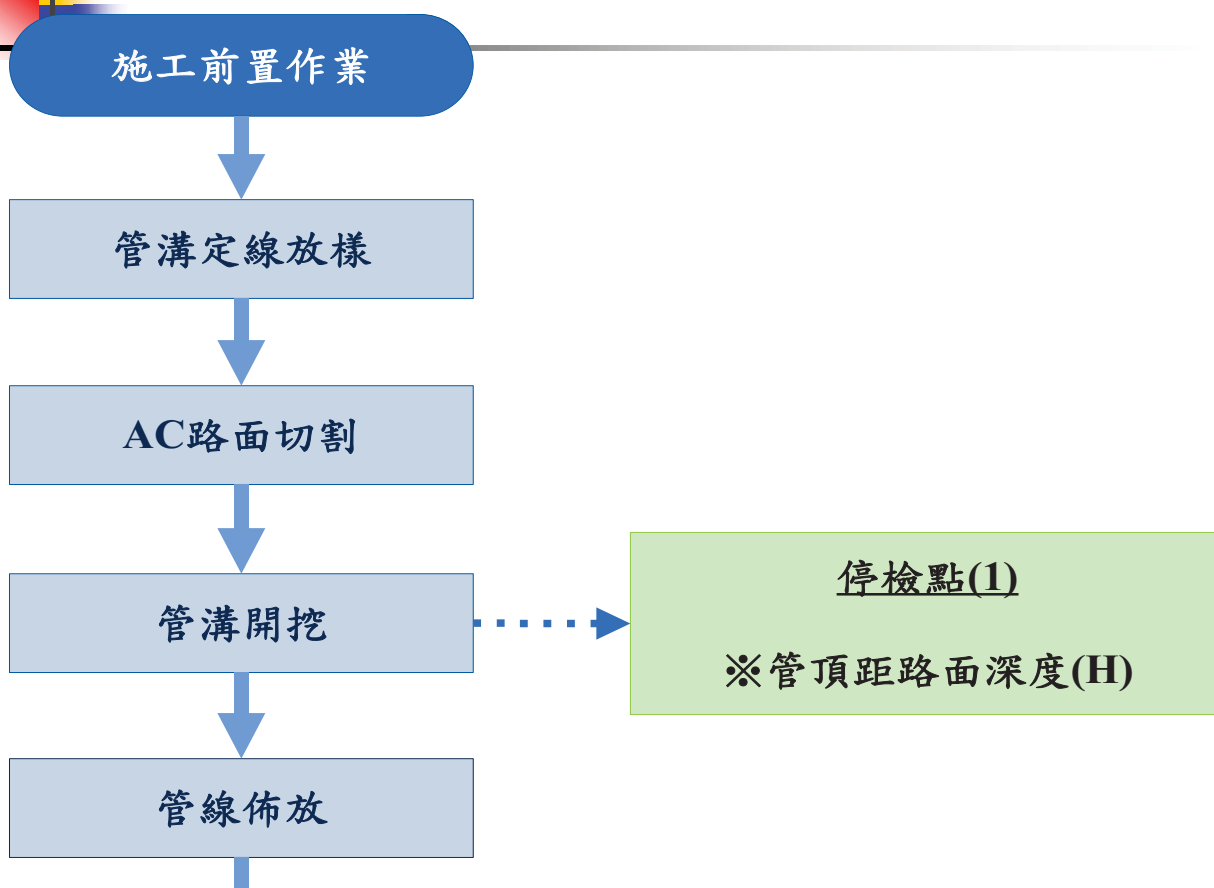 施工前置作業
管溝定線放樣
AC路面切割
管溝開挖
停檢點(1)
※管頂距路面深度(H)
管線佈放